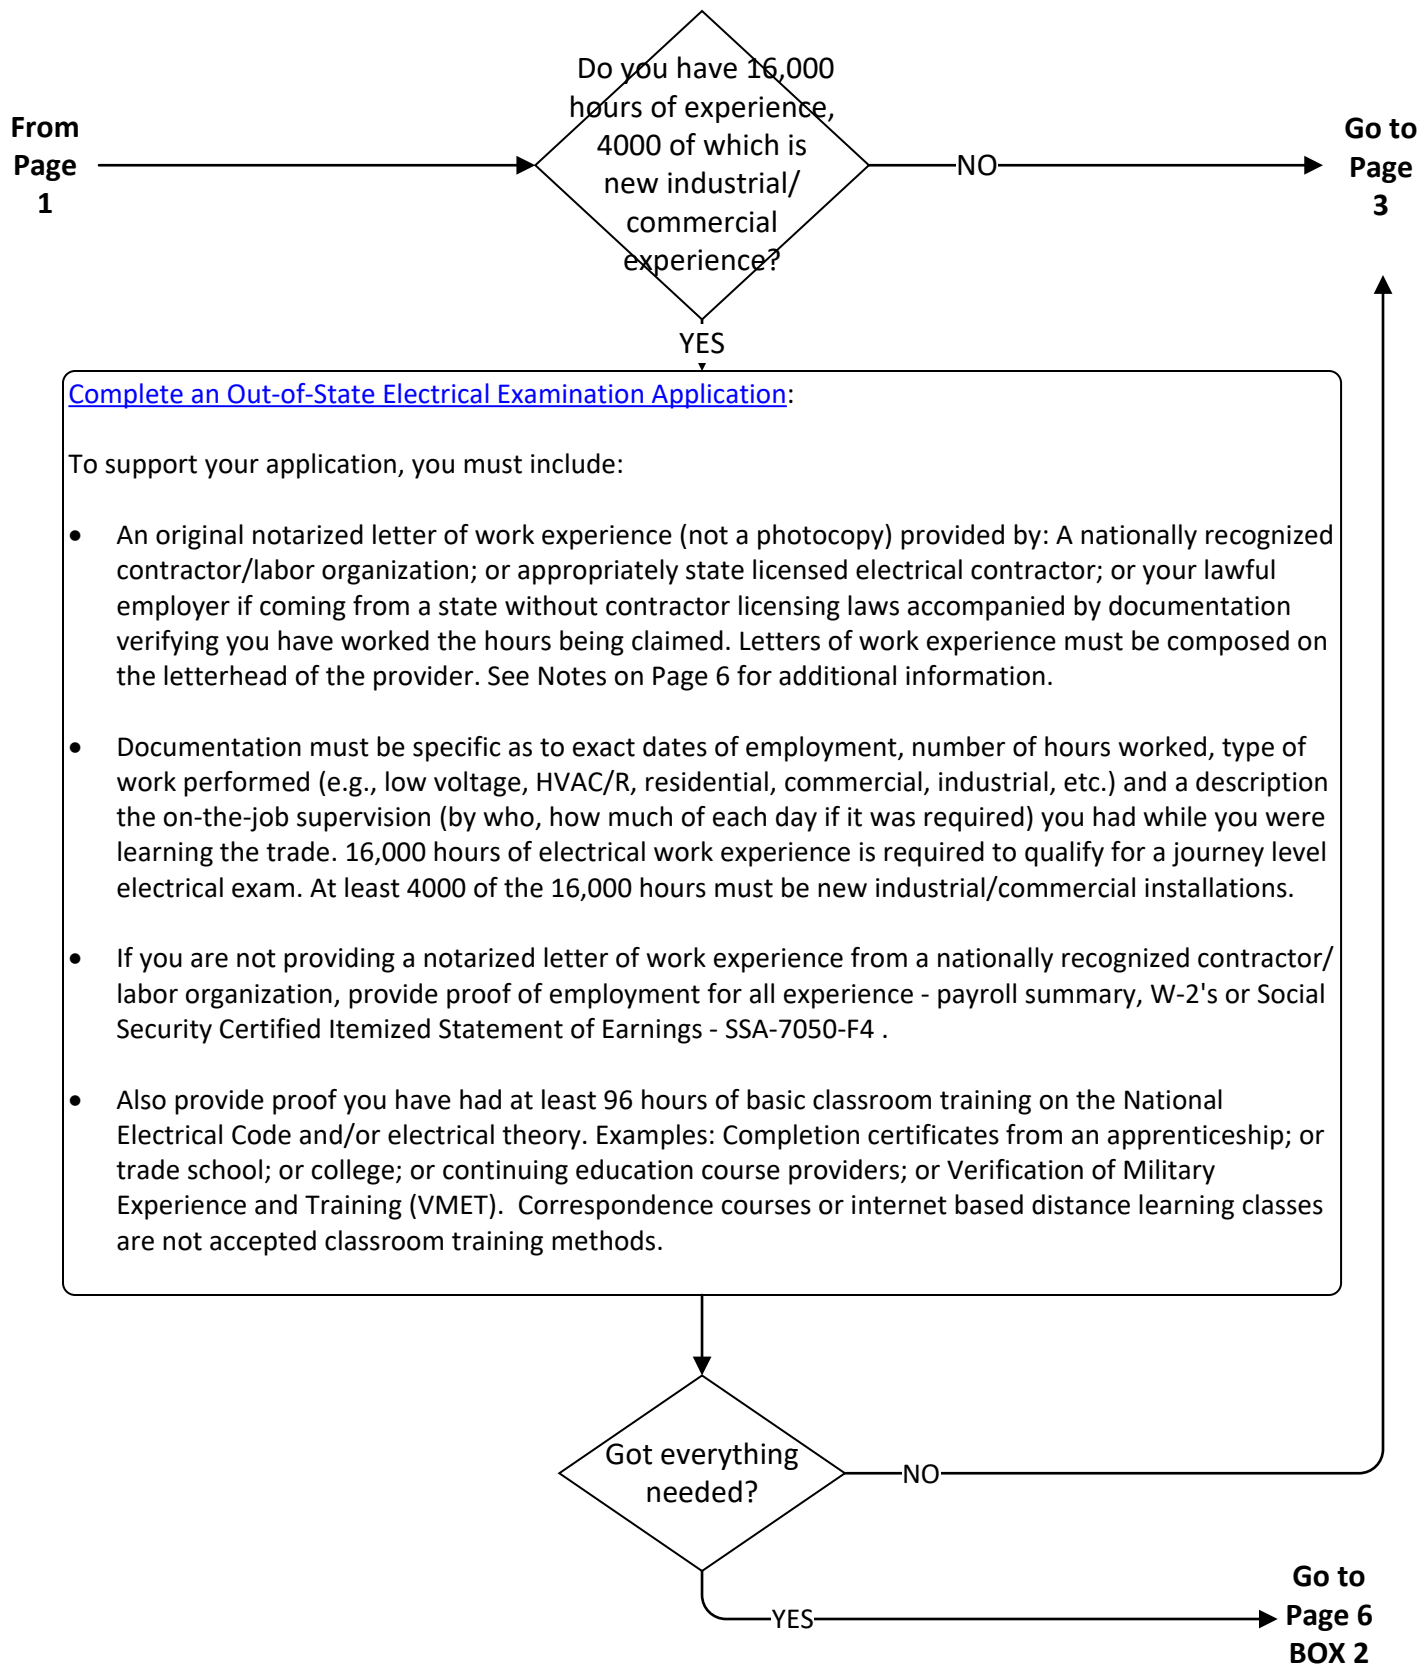 Do you have 16,000
hours of experience,
4000 of which is
new industrial/
commercial
experience?
From
Page
1
NO
Go to
Page
3
YES
Complete an Out-of-State Electrical Examination Application:
To support your application, you must include:
• An original notarized letter of work experience (not a photocopy) provided by: A nationally recognized
contractor/labor organization; or appropriately state licensed electrical contractor; or your lawful
employer if coming from a state without contractor licensing laws accompanied by documentation
verifying you have worked the hours being claimed. Letters of work experience must be composed on
the letterhead of the provider. See Notes on Page 6 for additional information.
• Documentation must be specific as to exact dates of employment, number of hours worked, type of
work performed (e.g., low voltage, HVAC/R, residential, commercial, industrial, etc.) and a description
the on-the-job supervision (by who, how much of each day if it was required) you had while you were
learning the trade. 16,000 hours of electrical work experience is required to qualify for a journey level
electrical exam. At least 4000 of the 16,000 hours must be new industrial/commercial installations.
• If you are not providing a notarized letter of work experience from a nationally recognized contractor/
labor organization, provide proof of employment for all experience - payroll summary, W-2's or Social
Security Certified Itemized Statement of Earnings - SSA-7050-F4 .
• Also provide proof you have had at least 96 hours of basic classroom training on the National
Electrical Code and/or electrical theory. Examples: Completion certificates from an apprenticeship; or
trade school; or college; or continuing education course providers; or Verification of Military
Experience and Training (VMET).  Correspondence courses or internet based distance learning classes
are not accepted classroom training methods.
Got everything
needed?
NO
YES
Go to
Page 6
BOX 2